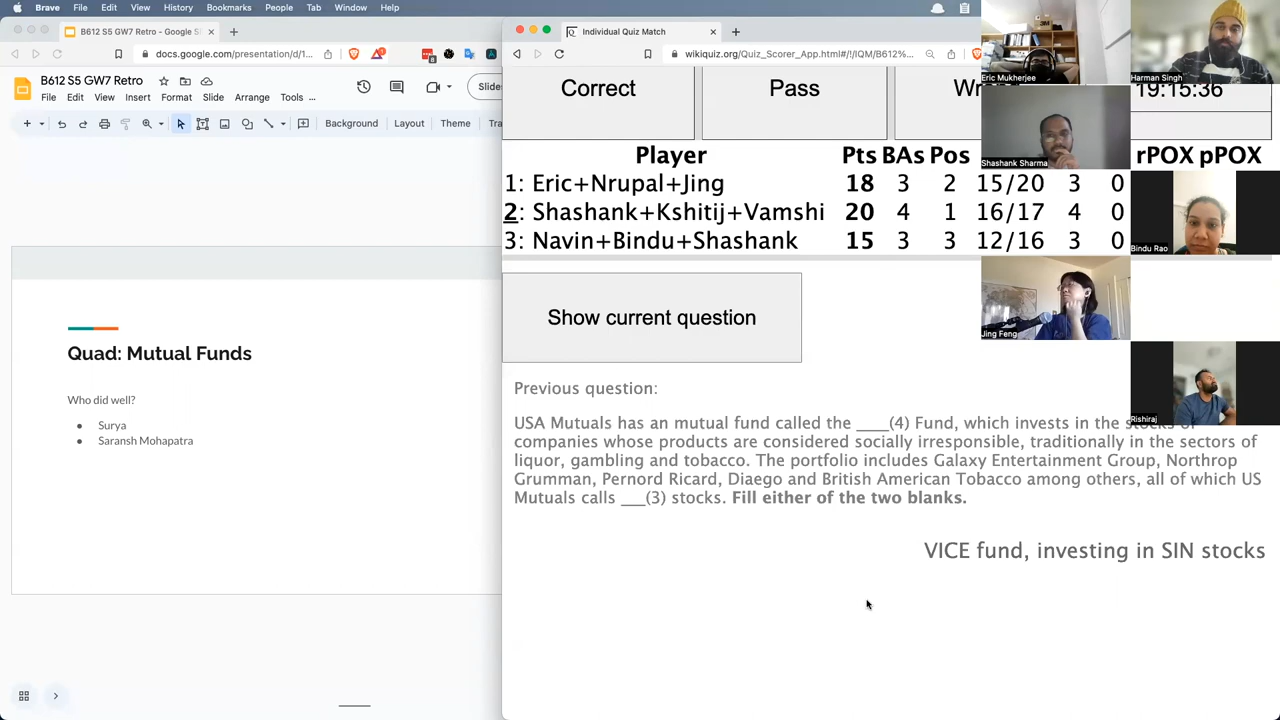 Brave File Edit View History Bookmarks People Tab Window Help
B612 S5 GW7 Retro - Google S
docs.google.com/presentation/d/1...
B612 S5 GW7 Retro
File Edit View Insert Format Slide Arrange Tools
Slide
Background Layout Theme Tra
Quad: Mutual Funds
Who did well?
Surya
Saransh Mohapatra
Individual Quiz Match
wikiquiz.org/Quiz_Scorer_App.html#!/IQM/B612%...
Correct Pass
19:15:36
Player Pts BAs Pos rPOX pPOX
1: Eric+Nrupal+Jing 18 3 2 15/20 3 0
2: Shashank+Kshitij+Vamshi 20 4 1 16/17 4 0
3: Navin+Bindu+Shashank 15 3 3 12/16 3 0
Show current question
Previous question:
USA Mutuals has an mutual fund called the ____(4) Fund, which invests in the stocks of
companies whose products are considered socially irresponsible, traditionally in the sectors of
liquor, gambling and tobacco. The portfolio includes Galaxy Entertainment Group, Northrop
Grumman, Pernord Ricard, Diaego and British American Tobacco among others, all of which US
Mutuals calls ___(3) stocks. Fill either of the two blanks.
VICE fund, investing in SIN stocks
Eric Mukherjee
Harman Singh
Shashank Sharma
Bindu Rao
Jing Feng
Rishiraj